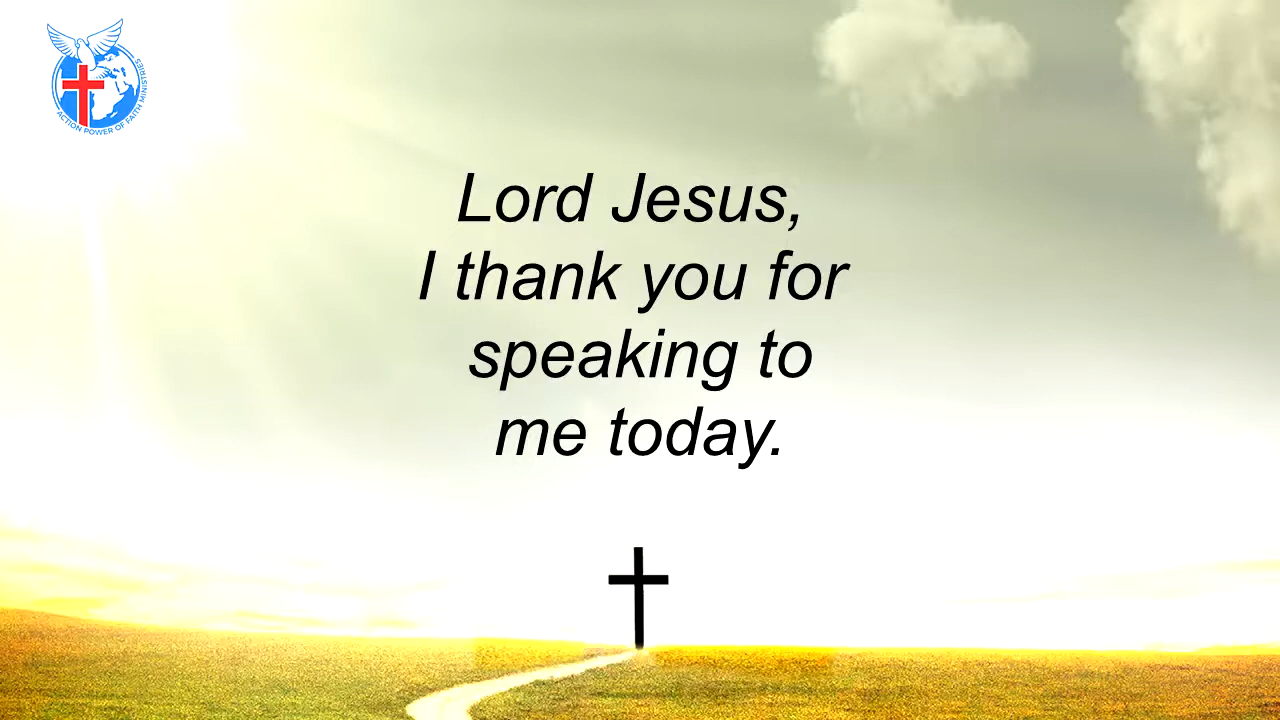 ACTION POWER OF FAITH MINISTRIES
Lord Jesus,
I thank you for
speaking to
me today.